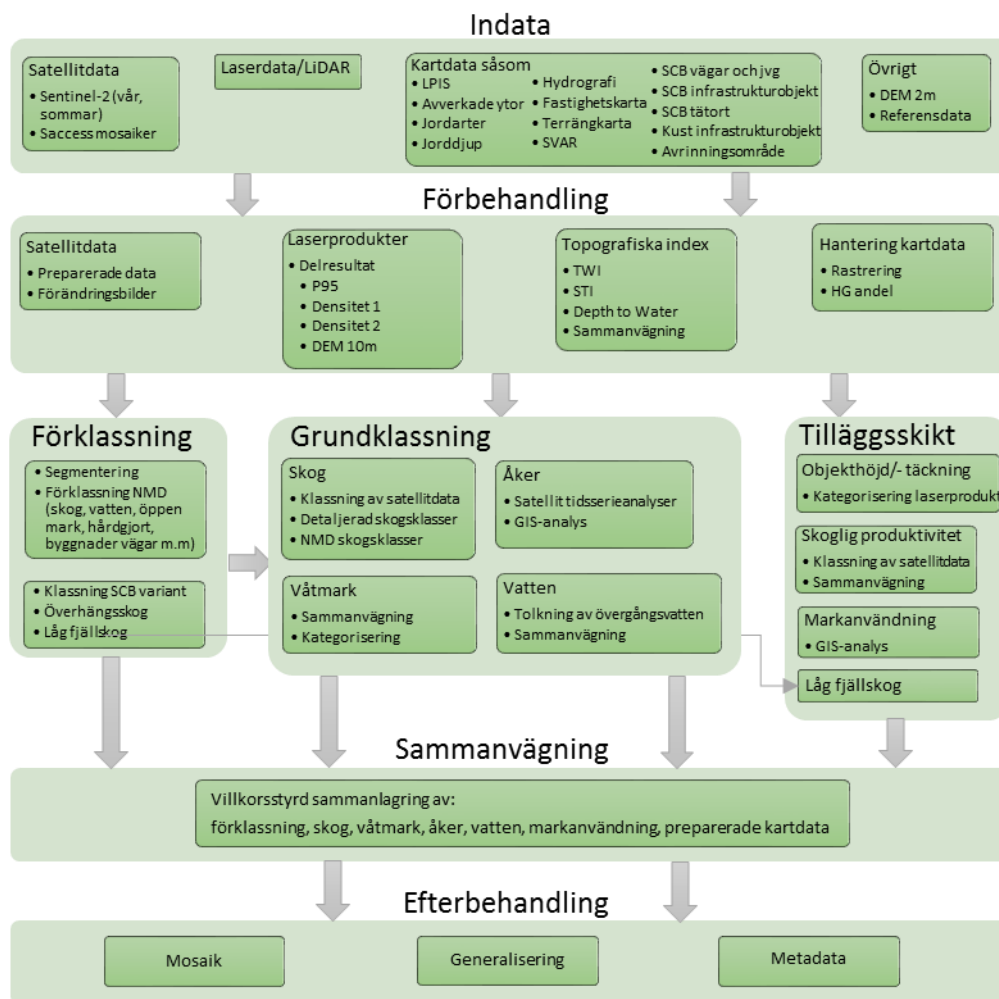 Indata
Satellitdata
• Sentinel-2 (vår,
sommar)
• Saccess mosaiker
Laserdata/LiDAR
Kartdata såsom
• LPIS
• Avverkade ytor
• Jordarter
• Jorddjup
• Hydrografi
• Fastighetskarta
• Terrängkarta
• SVAR
• SCB vägar och jvg
• SCB infrastrukturobjekt
• SCB tätort
• Kust infrastrukturobjekt
• Avrinningsområde
Övrigt
• DEM 2m
• Referensdata
Förbehandling
Satellitdata
• Preparerade data
• Förändringsbilder
Laserprodukter
• Delresultat
• P95
• Densitet 1
• Densitet 2
• DEM 10m
Topografiska index
• TWI
• STI
• Depth to Water
• Sammanvägning
Hantering kartdata
• Rastrering
• HG andel
Förklassning
• Segmentering
• Förklassning NMD
(skog, vatten, öppen
mark, hårdgjort,
byggnader vägar m.m)
• Klassning SCB variant
• Överhängsskog
• Låg fjällskog
Grundklassning
Skog
• Klassning av satellitdata
• Detaljerad skogsklasser
• NMD skogsklasser
Åker
• Satellit tidsserieanalyser
• GIS-analys
Våtmark
• Sammanvägning
• Kategorisering
Vatten
• Tolkning av övergångsvatten
• Sammanvägning
Tilläggsskikt
Objekthöjd/- täckning
• Kategorisering laserprodukt
Skoglig produktivitet
• Klassning av satellitdata
• Sammanvägning
Markanvändning
• GIS-analys
Låg fjällskog
Sammanvägning
Villkorsstyrd sammanlagring av:
förklassning, skog, våtmark, åker, vatten, markanvändning, preparerade kartdata
Efterbehandling
Mosaik
Generalisering
Metadata